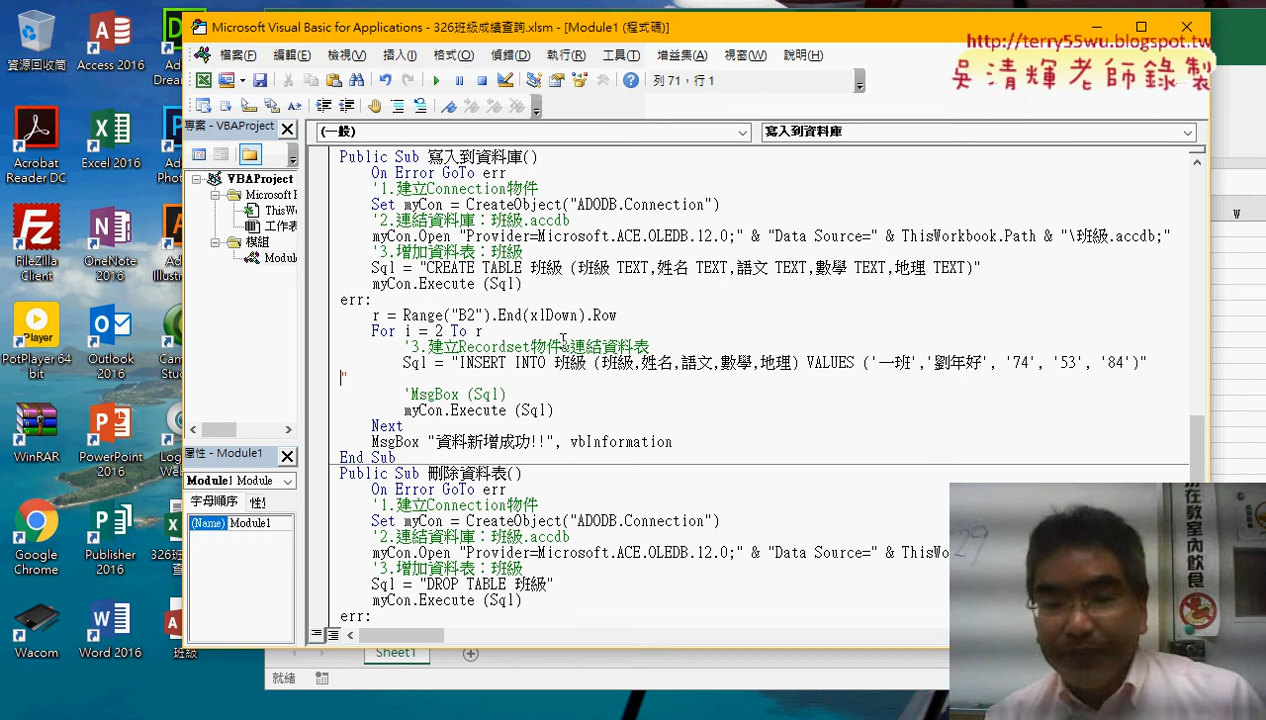 Microsoft Visual Basic for Applications - 326班級成績查詢.xlsm - [Module1 (程式碼)]
http://terry55wu.blogspot.tw
吳清輝老師錄製
檔案(F) 編輯(E) 檢視(V) 插入(I) 格式(O) 偵錯(D) 執行(R) 工具(T) 增益集(A) 視窗(W) 說明(H)
列 71，行 1
專案 - VBAProject
(一般)
寫入到資料庫
VBAProject
Microsoft E
ThisWo
工作表
模組
Modul
屬性 - Module1
Module1 Module
字母順序
(Name) Module1
Public Sub 寫入到資料庫()
On Error GoTo err
'1.建立Connection物件
Set myCon = CreateObject("ADODB.Connection")
'2.連結資料庫：班級.accdb
myCon.Open "Provider=Microsoft.ACE.OLEDB.12.0;" & "Data Source=" & ThisWorkbook.Path & "\班級.accdb;"
'3.增加資料表：班級
Sql = "CREATE TABLE 班級 (班級 TEXT,姓名 TEXT,語文 TEXT,數學 TEXT,地理 TEXT)"
myCon.Execute (Sql)
err:
r = Range("B2").End(xlDown).Row
For i = 2 To r
'3.建立Recordset物件&連結資料表
Sql = "INSERT INTO 班級 (班級,姓名,語文,數學,地理) VALUES ('一班','劉年好', '74', '53', '84')"
"
'MsgBox (Sql)
myCon.Execute (Sql)
Next
MsgBox "資料新增成功!!", vbInformation
End Sub
Public Sub 刪除資料表()
On Error GoTo err
'1.建立Connection物件
Set myCon = CreateObject("ADODB.Connection")
'2.連結資料庫：班級.accdb
myCon.Open "Provider=Microsoft.ACE.OLEDB.12.0;" & "Data Source=" & ThisWo
'3.增加資料表：班級
Sql = "DROP TABLE 班級"
myCon.Execute (Sql)
err:
Sheet1
就緒
W
資源回收筒
Access 2016
Dream
Acrobat Reader DC
Excel 2016
FileZilla Client
OneNote 2016
PotPlayer 64 bit
Outlook 2016
WinRAR
PowerPoint 2016
Google Chrome
Publisher 2016
Wacom
Word 2016
班級
29
在教室內飲食